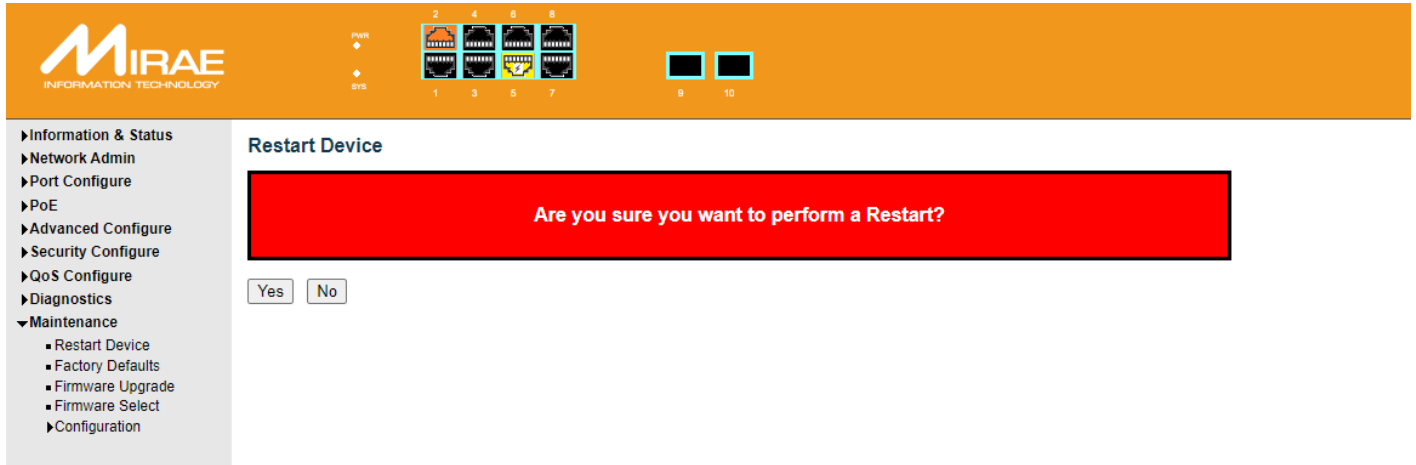 MIRAE
INFORMATION TECHNOLOGY
PWR
SYS
2 4 6 8
1 3 5 7
9 10
Information & Status
Network Admin
Port Configure
PoE
Advanced Configure
Security Configure
QoS Configure
Diagnostics
Maintenance
Restart Device
Factory Defaults
Firmware Upgrade
Firmware Select
Configuration
Restart Device
Are you sure you want to perform a Restart?
Yes No